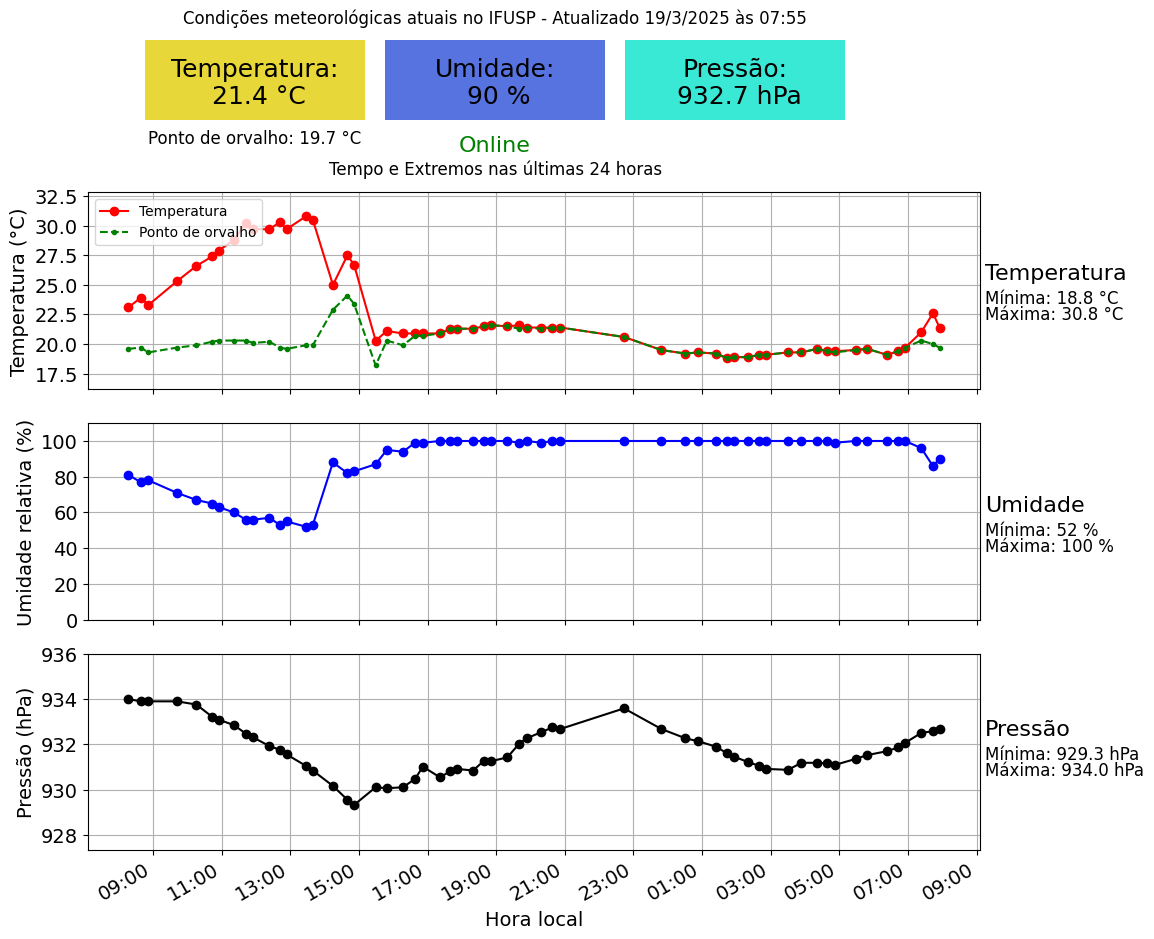 Condições meteorológicas atuais no IFUSP - Atualizado 19/3/2025 às 07:55
Temperatura:
21.4 °C
Umidade:
90 %
Pressão:
932.7 hPa
Ponto de orvalho: 19.7 °C
Online
Tempo e Extremos nas últimas 24 horas
Temperatura (°C)
32.5
30.0
27.5
25.0
22.5
20.0
17.5
Temperatura
Ponto de orvalho
Temperatura
Mínima: 18.8 °C
Máxima: 30.8 °C
Umidade relativa (%)
100
80
60
40
20
0
Umidade
Mínima: 52 %
Máxima: 100 %
Pressão (hPa)
936
934
932
930
928
Pressão
Mínima: 929.3 hPa
Máxima: 934.0 hPa
09:00
11:00
13:00
15:00
17:00
19:00
21:00
23:00
01:00
03:00
05:00
07:00
09:00
Hora local